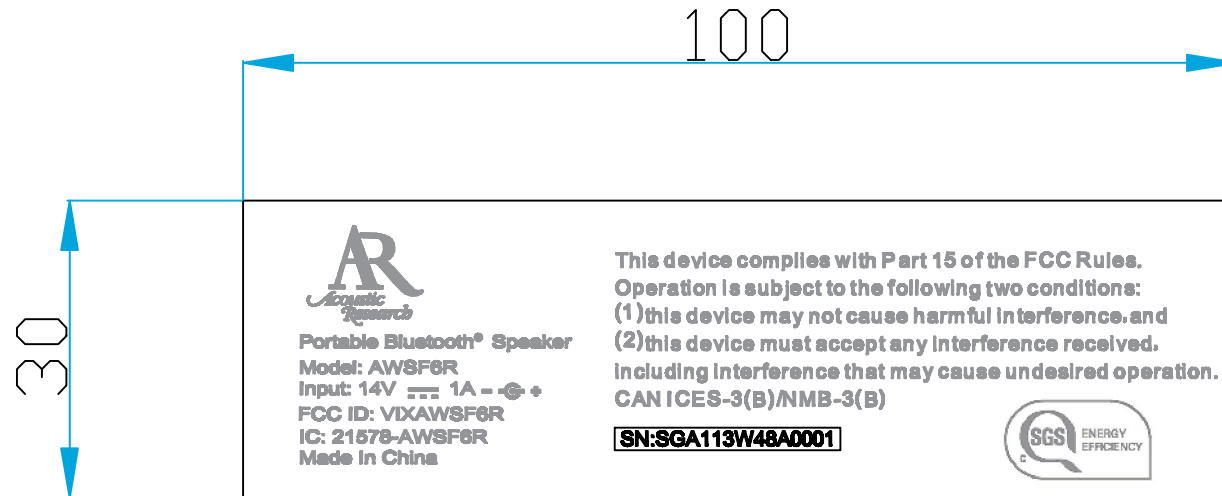 100
30
AR
Acoustic
Research
Portable Bluetooth® Speaker
Model: AWSF6R
Input: 14V ⎓ 1A - +
FCC ID: VIXAWSF6R
IC: 21578-AWSF6R
Made In China
This device complies with Part 15 of the FCC Rules.
Operation is subject to the following two conditions:
(1)this device may not cause harmful interference,and
(2)this device must accept any interference received,
including interference that may cause undesired operation.
CAN ICES-3(B)/NMB-3(B)
SN:SGA113W48A0001
SGS
C
ENERGY
EFFICIENCY